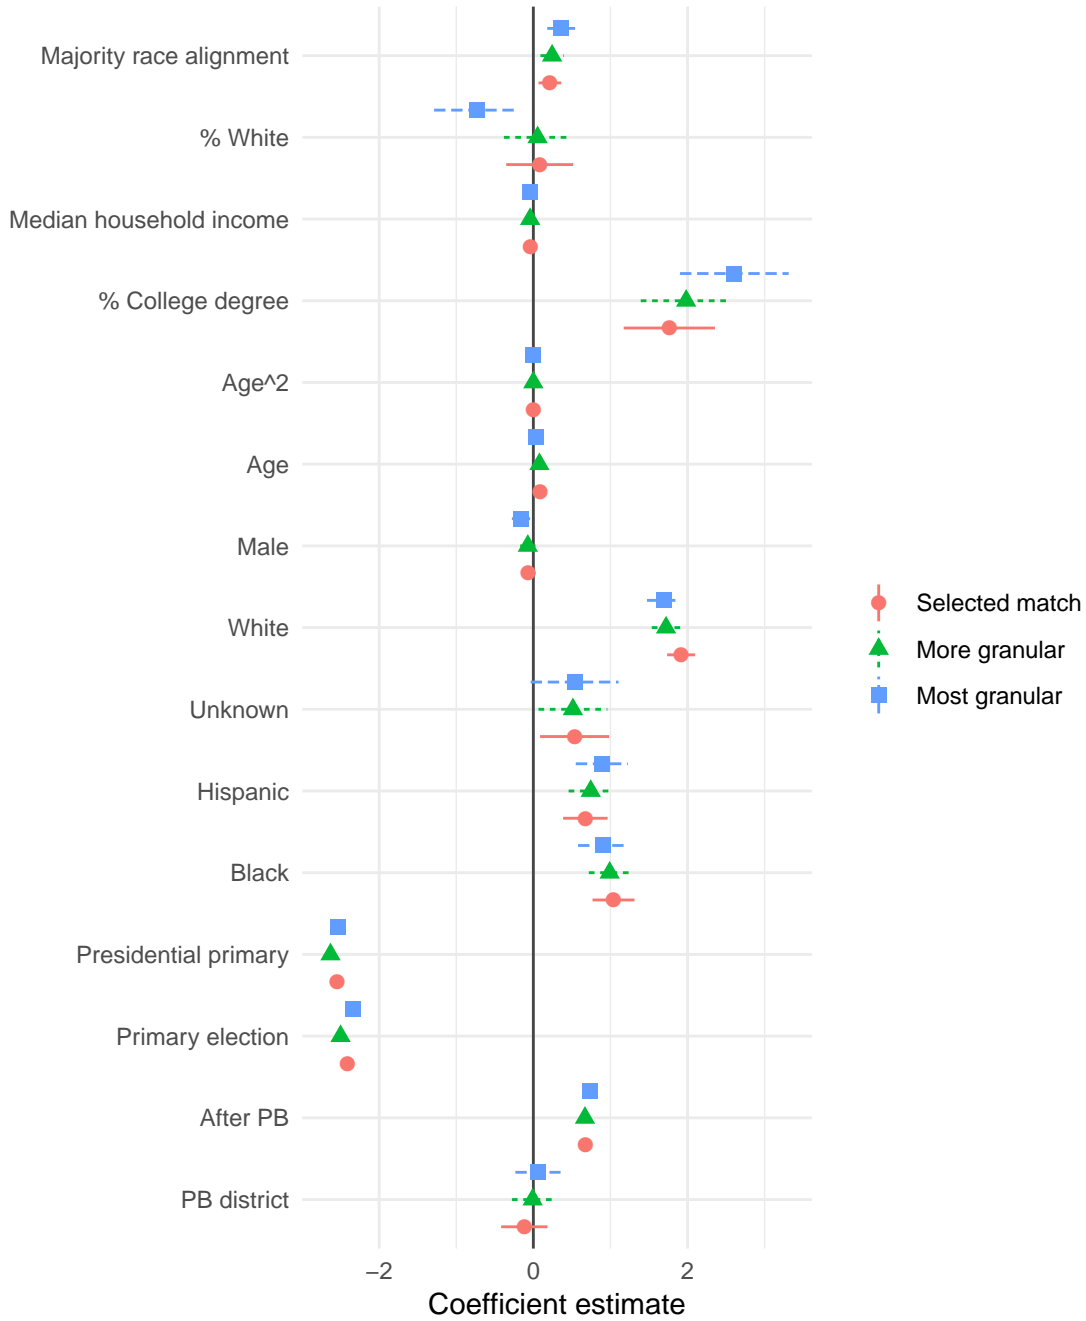 Majority race alignment
% White
Median household income
% College degree
Age^2
Age
Male
White
Unknown
Hispanic
Black
Presidential primary
Primary election
After PB
PB district
−2 0 2
Coefficient estimate
Selected match
More granular
Most granular